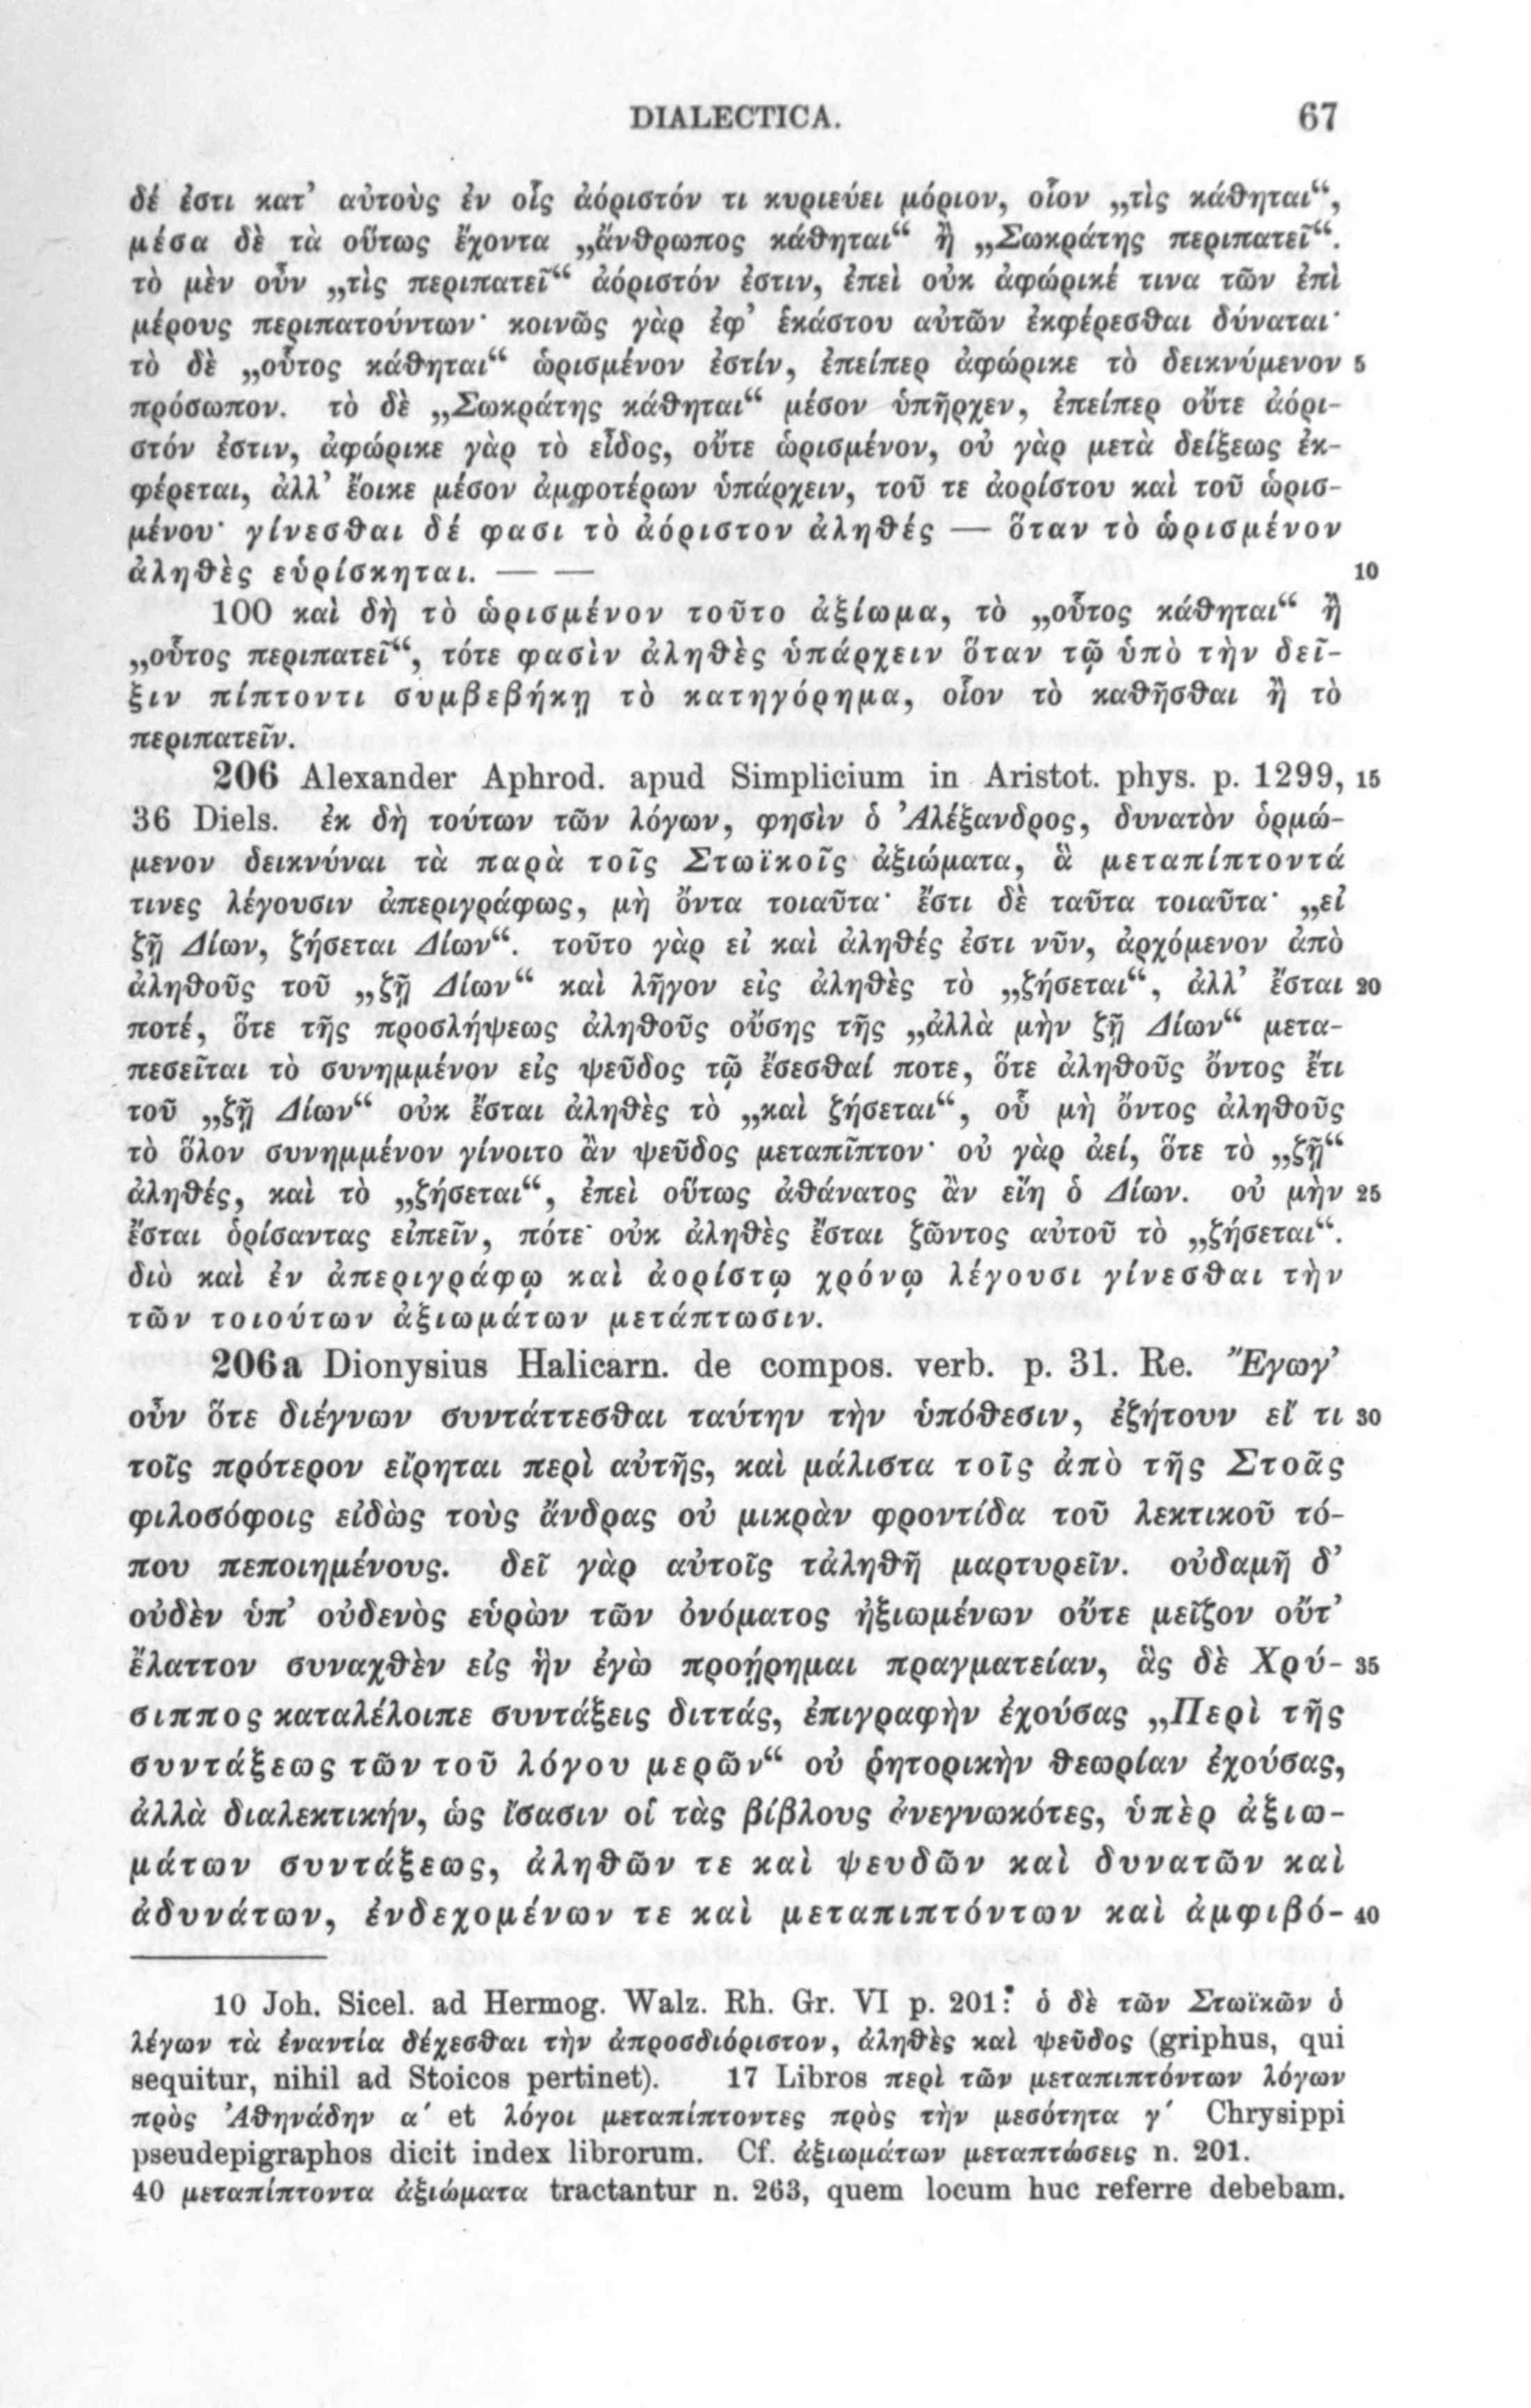 DIALECTICA. 67
δέ ἐστι κατ’ αὐτοὺς ἐν οἷς ἀόριστόν τι κυριεύει μόριον, οἷον „τὶς κάθηται“,
μέσα δὲ τὰ οὕτως ἔχοντα „ἄνθρωπος κάθηται“ ἢ „Σωκράτης περιπατεῖ“.
τὸ μὲν οὖν „τὶς περιπατεῖ“ ἀόριστόν ἐστιν, ἐπεὶ οὐκ ἀφώρικέ τινα τῶν ἐπὶ
μέρους περιπατούντων· κοινῶς γὰρ ἐφ’ ἑκάστου αὐτῶν ἐκφέρεσθαι δύναται·
τὸ δὲ „οὗτος κάθηται“ ὡρισμένον ἐστίν, ἐπείπερ ἀφώρικε τὸ δεικνύμενον 5
πρόσωπον. τὸ δὲ „Σωκράτης κάθηται“ μέσον ὑπῆρχεν, ἐπείπερ οὔτε ἀόρι-
στόν ἐστιν, ἀφώρικε γὰρ τὸ εἶδος, οὔτε ὡρισμένον, οὐ γὰρ μετὰ δείξεως ἐκ-
φέρεται, ἀλλ’ ἔοικε μέσον ἀμφοτέρων ὑπάρχειν, τοῦ τε ἀορίστου καὶ τοῦ ὡρισ-
μένου· γίνεσθαι δέ φασι τὸ ἀόριστον ἀληθές — ὅταν τὸ ὡρισμένον
ἀληθὲς εὑρίσκηται. — — 10
100 καὶ δὴ τὸ ὡρισμένον τοῦτο ἀξίωμα, τὸ „οὗτος κάθηται“ ἢ
„οὗτος περιπατεῖ“, τότε φασὶν ἀληθὲς ὑπάρχειν ὅταν τῷ ὑπὸ τὴν δεῖ-
ξιν πίπτοντι συμβεβήκῃ τὸ κατηγόρημα, οἷον τὸ καθῆσθαι ἢ τὸ
περιπατεῖν.
206 Alexander Aphrod. apud Simplicium in Aristot. phys. p. 1299, 15
36 Diels. ἐκ δὴ τούτων τῶν λόγων, φησὶν ὁ Ἀλέξανδρος, δυνατὸν ὁρμώ-
μενον δεικνύναι τὰ παρὰ τοῖς Στωϊκοῖς ἀξιώματα, ἃ μεταπίπτοντά
τινες λέγουσιν ἀπεριγράφως, μὴ ὄντα τοιαῦτα· ἔστι δὲ ταῦτα τοιαῦτα· „εἰ
ζῇ Δίων, ζήσεται Δίων“. τοῦτο γὰρ εἰ καὶ ἀληθές ἐστι νῦν, ἀρχόμενον ἀπὸ
ἀληθοῦς τοῦ „ζῇ Δίων“ καὶ λῆγον εἰς ἀληθὲς τὸ „ζήσεται“, ἀλλ’ ἔσται 20
ποτέ, ὅτε τῆς προσλήψεως ἀληθοῦς οὔσης τῆς „ἀλλὰ μὴν ζῇ Δίων“ μετα-
πεσεῖται τὸ συνημμένον εἰς ψεῦδος τῷ ἔσεσθαί ποτε, ὅτε ἀληθοῦς ὄντος ἔτι
τοῦ „ζῇ Δίων“ οὐκ ἔσται ἀληθὲς τὸ „καὶ ζήσεται“, οὗ μὴ ὄντος ἀληθοῦς
τὸ ὅλον συνημμένον γίνοιτο ἂν ψεῦδος μεταπῖπτον· οὐ γὰρ ἀεί, ὅτε τὸ „ζῇ“
ἀληθές, καὶ τὸ „ζήσεται“, ἐπεὶ οὕτως ἀθάνατος ἂν εἴη ὁ Δίων. οὐ μὴν 25
ἔσται ὁρίσαντας εἰπεῖν, πότε· οὐκ ἀληθὲς ἔσται ζῶντος αὐτοῦ τὸ „ζήσεται“.
διὸ καὶ ἐν ἀπεριγράφῳ καὶ ἀορίστῳ χρόνῳ λέγουσι γίνεσθαι τὴν
τῶν τοιούτων ἀξιωμάτων μετάπτωσιν.
206a Dionysius Halicarn. de compos. verb. p. 31. Re. Ἔγωγ’
οὖν ὅτε διέγνων συντάττεσθαι ταύτην τὴν ὑπόθεσιν, ἐζήτουν εἴ τι 30
τοῖς πρότερον εἴρηται περὶ αὐτῆς, καὶ μάλιστα τοῖς ἀπὸ τῆς Στοᾶς
φιλοσόφοις εἰδὼς τοὺς ἄνδρας οὐ μικρὰν φροντίδα τοῦ λεκτικοῦ τό-
που πεποιημένους. δεῖ γὰρ αὐτοῖς τἀληθῆ μαρτυρεῖν. οὐδαμῆ δ’
οὐδὲν ὑπ’ οὐδενὸς εὑρὼν τῶν ὀνόματος ἠξιωμένων οὔτε μεῖζον οὔτ’
ἔλαττον συναχθὲν εἰς ἣν ἐγὼ προῄρημαι πραγματείαν, ἃς δὲ Χρύ- 35
σιππος καταλέλοιπε συντάξεις διττάς, ἐπιγραφὴν ἐχούσας „Περὶ τῆς
συντάξεως τῶν τοῦ λόγου μερῶν“ οὐ ῥητορικὴν θεωρίαν ἐχούσας,
ἀλλὰ διαλεκτικήν, ὡς ἴσασιν οἱ τὰς βίβλους ἀνεγνωκότες, ὑπὲρ ἀξιω-
μάτων συντάξεως, ἀληθῶν τε καὶ ψευδῶν καὶ δυνατῶν καὶ
ἀδυνάτων, ἐνδεχομένων τε καὶ μεταπιπτόντων καὶ ἀμφιβό- 40
10 Joh. Sicel. ad Hermog. Walz. Rh. Gr. VI p. 201: ὁ δὲ τῶν Στωϊκῶν ὁ
λέγων τὰ ἐναντία δέχεσθαι τὴν ἀπροσδιόριστον, ἀληθὲς καὶ ψεῦδος (griphus, qui
sequitur, nihil ad Stoicos pertinet). 17 Libros περὶ τῶν μεταπιπτόντων λόγων
πρὸς Ἀθηνάδην α′ et λόγοι μεταπίπτοντες πρὸς τὴν μεσότητα γ′ Chrysippi
pseudepigraphos dicit index librorum. Cf. ἀξιωμάτων μεταπτώσεις n. 201.
40 μεταπίπτοντα ἀξιώματα tractantur n. 263, quem locum huc referre debebam.